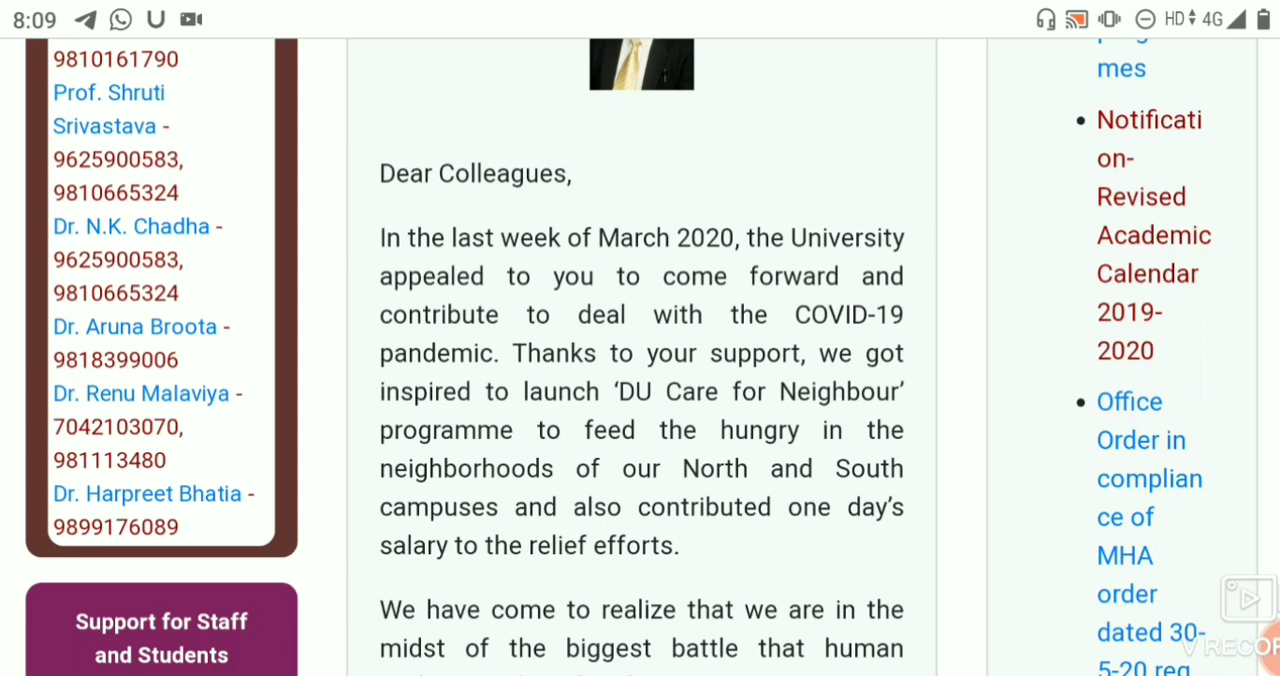 8:09
HD 4G
9810161790
Prof. Shruti
Srivastava -
9625900583,
9810665324
Dr. N.K. Chadha -
9625900583,
9810665324
Dr. Aruna Broota -
9818399006
Dr. Renu Malaviya -
7042103070,
981113480
Dr. Harpreet Bhatia -
9899176089
Support for Staff
and Students
Dear Colleagues,
In the last week of March 2020, the University
appealed to you to come forward and
contribute to deal with the COVID-19
pandemic. Thanks to your support, we got
inspired to launch ‘DU Care for Neighbour’
programme to feed the hungry in the
neighborhoods of our North and South
campuses and also contributed one day’s
salary to the relief efforts.
We have come to realize that we are in the
midst of the biggest battle that human
mes
Notificati
on-
Revised
Academic
Calendar
2019-
2020
Office
Order in
complian
ce of
MHA
order
dated 30-
5-20 reg
V RECOR